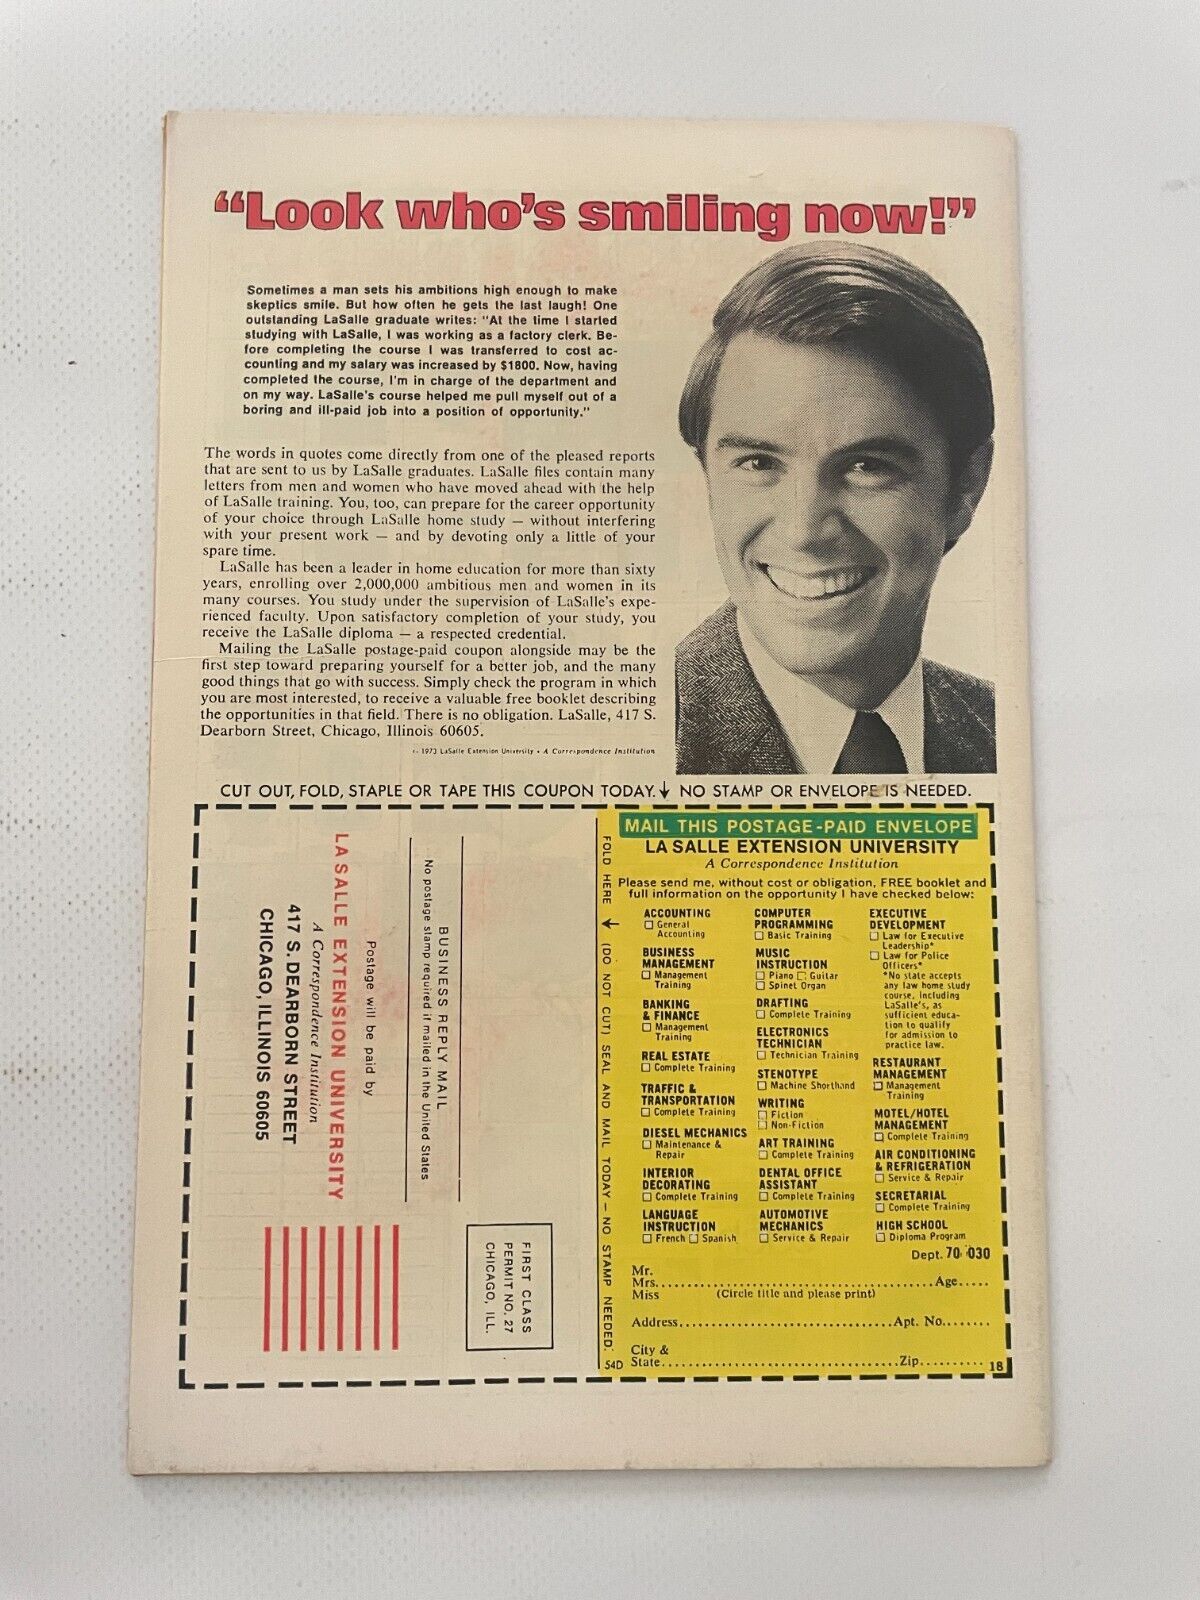 “Look who's smiling now!”
Sometimes a man sets his ambitions high enough to make
skeptics smile. But how often he gets the last laugh! One
outstanding LaSalle graduate writes: "At the time I started
studying with LaSalle, I was working as a factory clerk. Be-
fore completing the course I was transferred to cost ac-
counting and my salary was increased by $1800. Now, having
completed the course, I'm in charge of the department and
on my way. LaSalle's course helped me pull myself out of a
boring and ill-paid job into a position of opportunity."
The words in quotes come directly from one of the pleased reports
that are sent to us by LaSalle graduates. LaSalle files contain many
letters from men and women who have moved ahead with the help
of LaSalle training. You, too, can prepare for the career opportunity
of your choice through LaSalle home study — without interfering
with your present work — and by devoting only a little of your
spare time.
LaSalle has been a leader in home education for more than sixty
years, enrolling over 2,000,000 ambitious men and women in its
many courses. You study under the supervision of LaSalle's expe-
rienced faculty. Upon satisfactory completion of your study, you
receive the LaSalle diploma — a respected credential.
Mailing the LaSalle postage-paid coupon alongside may be the
first step toward preparing yourself for a better job, and the many
good things that go with success. Simply check the program in which
you are most interested, to receive a valuable free booklet describing
the opportunities in that field. There is no obligation. LaSalle, 417 S.
Dearborn Street, Chicago, Illinois 60605.
© 1973 LaSalle Extension University • A Correspondence Institution
CUT OUT, FOLD, STAPLE OR TAPE THIS COUPON TODAY. ↓ NO STAMP OR ENVELOPE IS NEEDED.
FIRST CLASS
PERMIT NO. 27
CHICAGO, ILL.
BUSINESS REPLY MAIL
No postage stamp required if mailed in the United States
Postage will be paid by
LA SALLE EXTENSION UNIVERSITY
A Correspondence Institution
417 S. DEARBORN STREET
CHICAGO, ILLINOIS 60605
FOLD HERE → (DO NOT CUT) SEAL AND MAIL TODAY — NO STAMP NEEDED.
MAIL THIS POSTAGE-PAID ENVELOPE
LA SALLE EXTENSION UNIVERSITY
A Correspondence Institution
Please send me, without cost or obligation, FREE booklet and
full information on the opportunity I have checked below:
ACCOUNTING
☐ General
Accounting
BUSINESS
MANAGEMENT
☐ Management
Training
BANKING
& FINANCE
☐ Management
Training
REAL ESTATE
☐ Complete Training
TRAFFIC &
TRANSPORTATION
☐ Complete Training
DIESEL MECHANICS
☐ Maintenance &
Repair
INTERIOR
DECORATING
☐ Complete Training
LANGUAGE
INSTRUCTION
☐ French ☐ Spanish
COMPUTER
PROGRAMMING
☐ Basic Training
MUSIC
INSTRUCTION
☐ Piano ☐ Guitar
☐ Spinet Organ
DRAFTING
☐ Complete Training
ELECTRONICS
TECHNICIAN
☐ Technician Training
STENOTYPE
☐ Machine Shorthand
WRITING
☐ Fiction
☐ Non-Fiction
ART TRAINING
☐ Complete Training
DENTAL OFFICE
ASSISTANT
☐ Complete Training
AUTOMOTIVE
MECHANICS
☐ Service & Repair
EXECUTIVE
DEVELOPMENT
☐ Law for Executive
Leadership*
☐ Law for Police
Officers*
*No state accepts
any law home study
course, including
LaSalle's, as
sufficient educa-
tion to qualify
for admission to
practice law.
RESTAURANT
MANAGEMENT
☐ Management
Training
MOTEL/HOTEL
MANAGEMENT
☐ Complete Training
AIR CONDITIONING
& REFRIGERATION
☐ Service & Repair
SECRETARIAL
☐ Complete Training
HIGH SCHOOL
☐ Diploma Program
Dept. 70-030
Mr.
Mrs. Age
Miss (Circle title and please print)
Address Apt. No.
City &
State Zip
54D
18